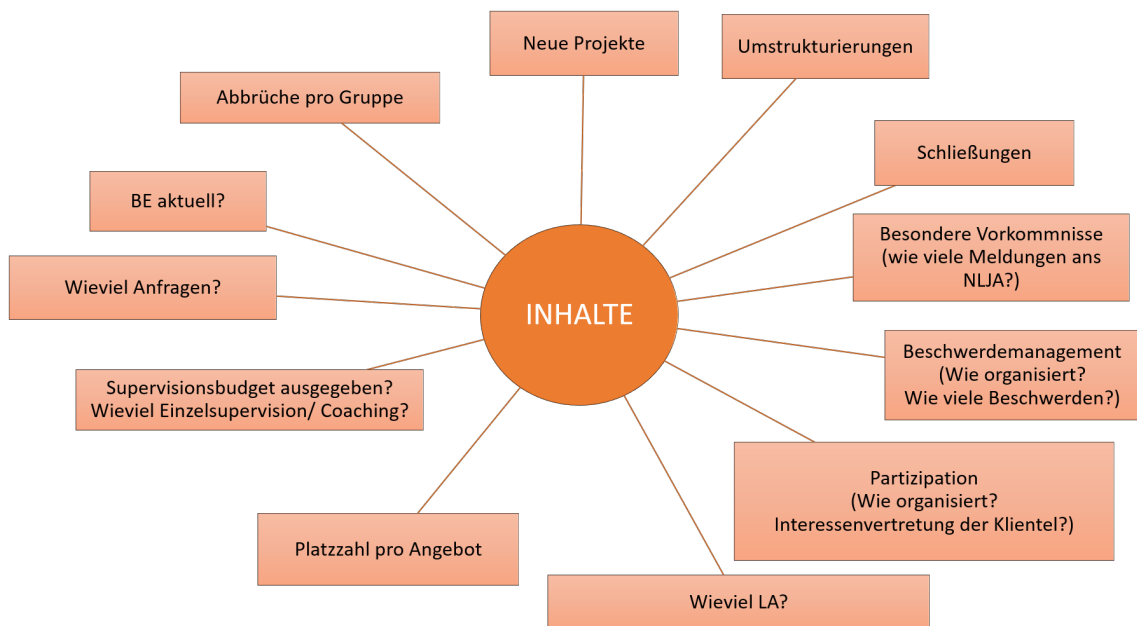 Neue Projekte
Umstrukturierungen
Abbrüche pro Gruppe
Schließungen
BE aktuell?
Besondere Vorkommnisse
(wie viele Meldungen ans
NLJA?)
Wieviel Anfragen?
INHALTE
Beschwerdemanagement
(Wie organisiert?
Wie viele Beschwerden?)
Supervisionsbudget ausgegeben?
Wieviel Einzelsupervision/ Coaching?
Partizipation
(Wie organisiert?
Interessenvertretung der Klientel?)
Platzzahl pro Angebot
Wieviel LA?